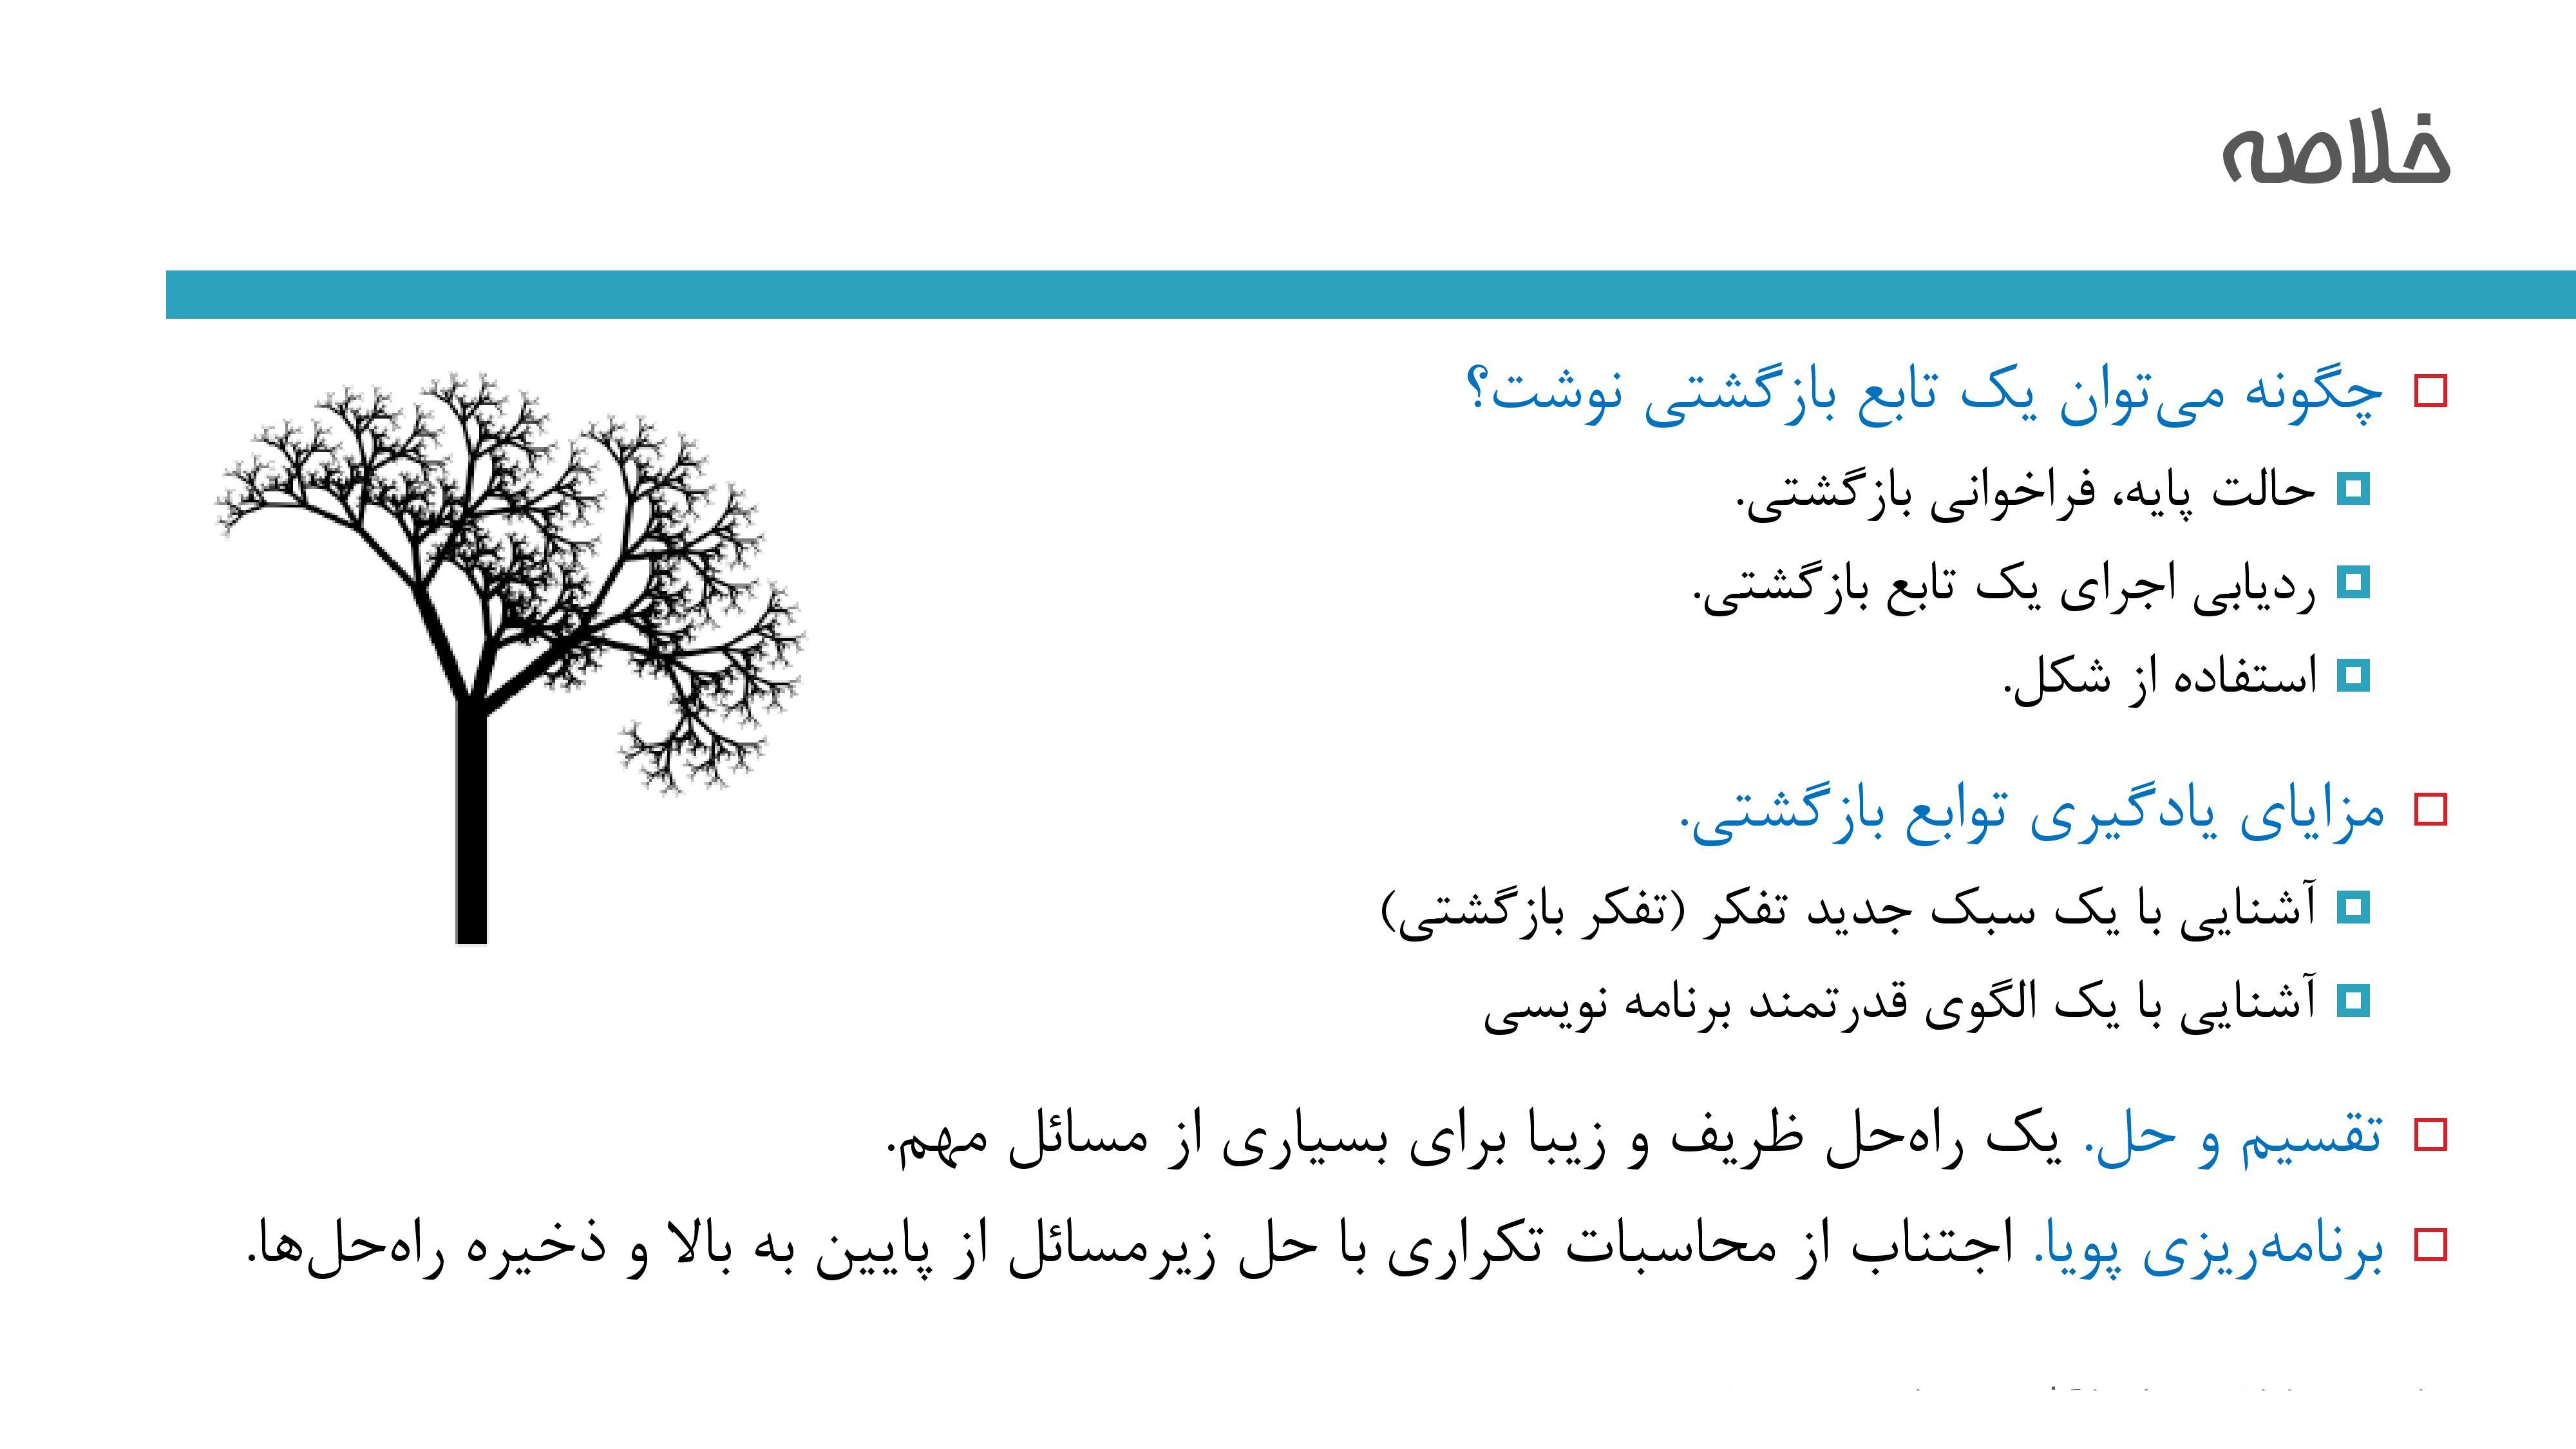 خلاصه
چگونه می‌توان یک تابع بازگشتی نوشت؟
حالت پایه، فراخوانی بازگشتی.
ردیابی اجرای یک تابع بازگشتی.
استفاده از شکل.
مزایای یادگیری توابع بازگشتی.
آشنایی با یک سبک جدید تفکر (تفکر بازگشتی)
آشنایی با یک الگوی قدرتمند برنامه نویسی
تقسیم و حل. یک راه‌حل ظریف و زیبا برای بسیاری از مسائل مهم.
برنامه‌ریزی پویا. اجتناب از محاسبات تکراری با حل زیرمسائل از پایین به بالا و ذخیره راه‌حل‌ها.